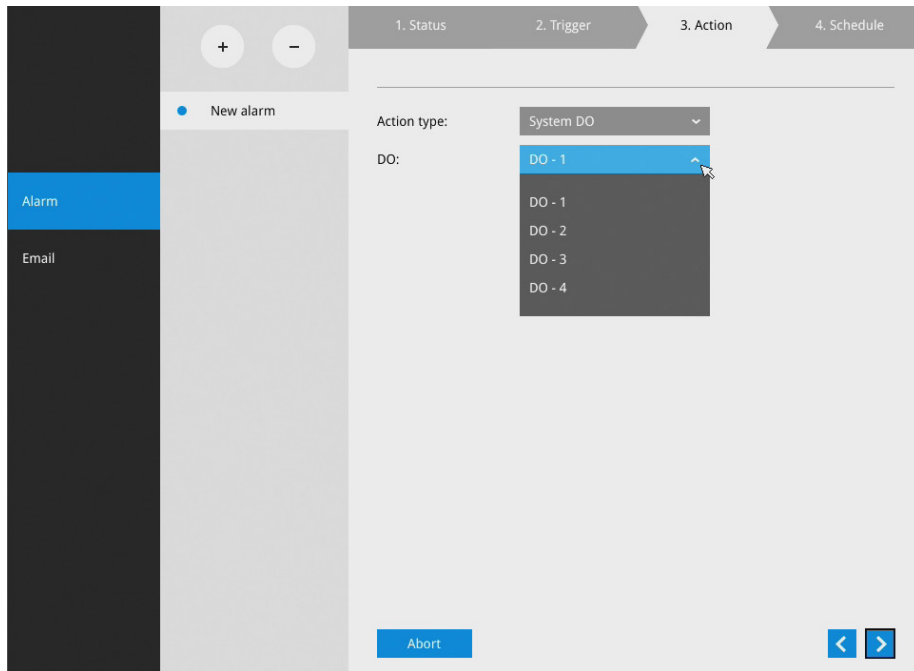 1. Status 2. Trigger 3. Action 4. Schedule
+ -
New alarm
Action type: System DO
DO: DO - 1
Alarm
DO - 1
DO - 2
Email
DO - 3
DO - 4
Abort